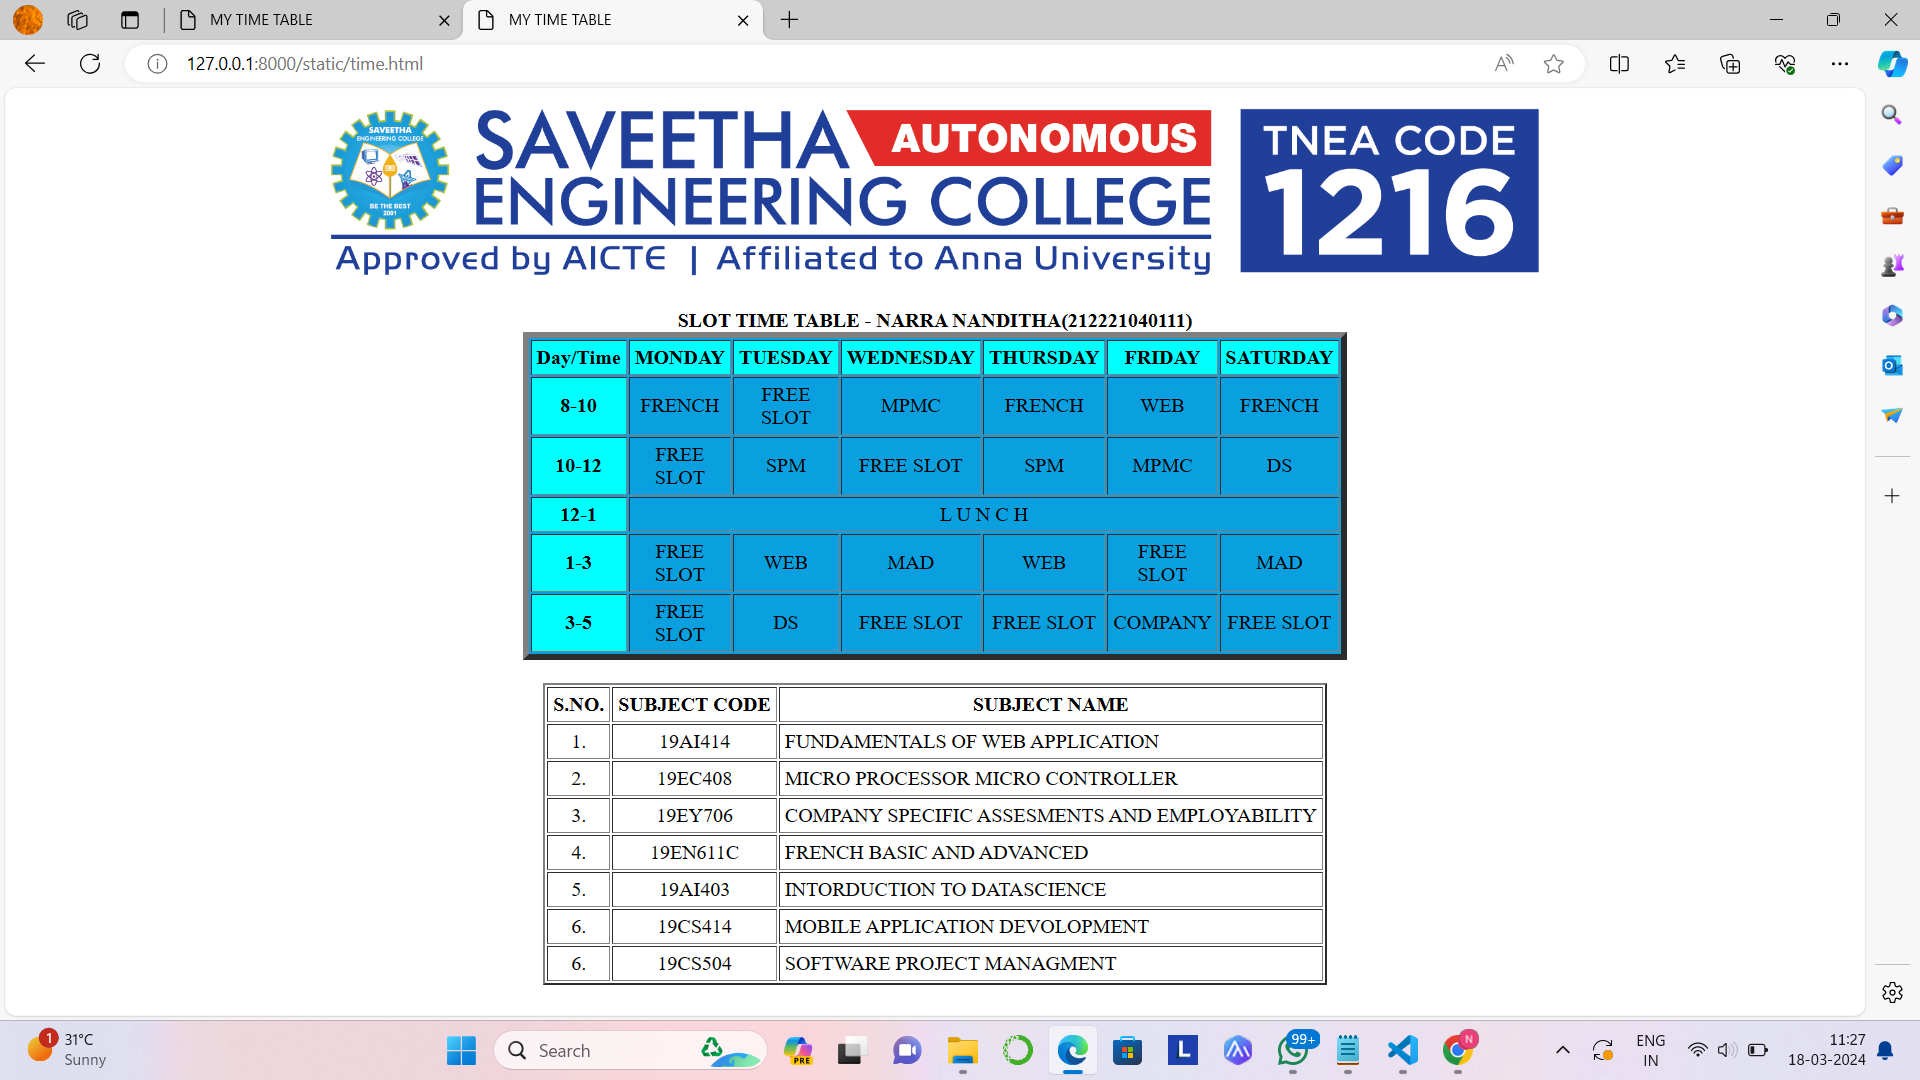 MY TIME TABLE
MY TIME TABLE
127.0.0.1:8000/static/time.html
SAVEETHA
ENGINEERING COLLEGE
BE THE BEST
2001
SAVEETHA AUTONOMOUS
ENGINEERING COLLEGE
Approved by AICTE | Affiliated to Anna University
TNEA CODE
1216
SLOT TIME TABLE - NARRA NANDITHA(212221040111)
Day/Time MONDAY TUESDAY WEDNESDAY THURSDAY FRIDAY SATURDAY
8-10 FRENCH FREE SLOT MPMC FRENCH WEB FRENCH
10-12 FREE SLOT SPM FREE SLOT SPM MPMC DS
12-1 L U N C H
1-3 FREE SLOT WEB MAD WEB FREE SLOT MAD
3-5 FREE SLOT DS FREE SLOT FREE SLOT COMPANY FREE SLOT
S.NO. SUBJECT CODE SUBJECT NAME
1. 19AI414 FUNDAMENTALS OF WEB APPLICATION
2. 19EC408 MICRO PROCESSOR MICRO CONTROLLER
3. 19EY706 COMPANY SPECIFIC ASSESMENTS AND EMPLOYABILITY
4. 19EN611C FRENCH BASIC AND ADVANCED
5. 19AI403 INTORDUCTION TO DATASCIENCE
6. 19CS414 MOBILE APPLICATION DEVOLOPMENT
6. 19CS504 SOFTWARE PROJECT MANAGMENT
1
31°C
Sunny
Search
PRE
L
99+
N
ENG
IN
11:27
18-03-2024